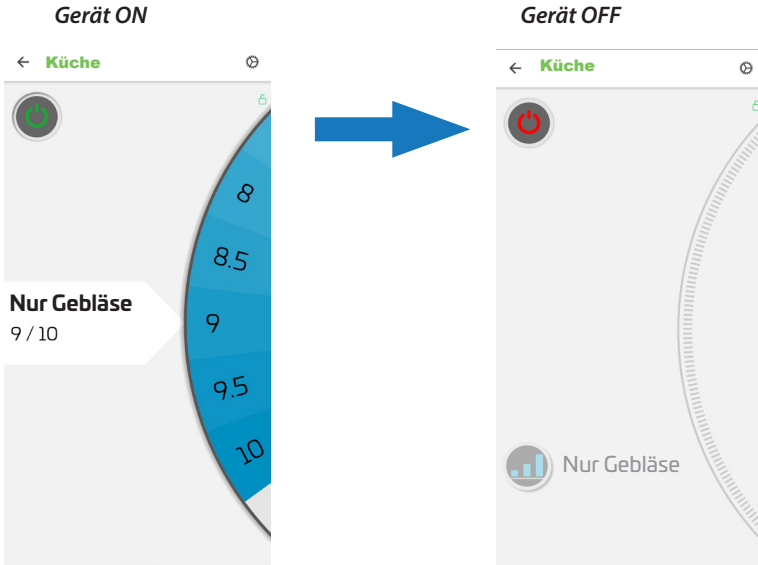 Gerät ON
Küche
8
8.5
9
9.5
10
Nur Gebläse
9 / 10
Gerät OFF
Küche
Nur Gebläse